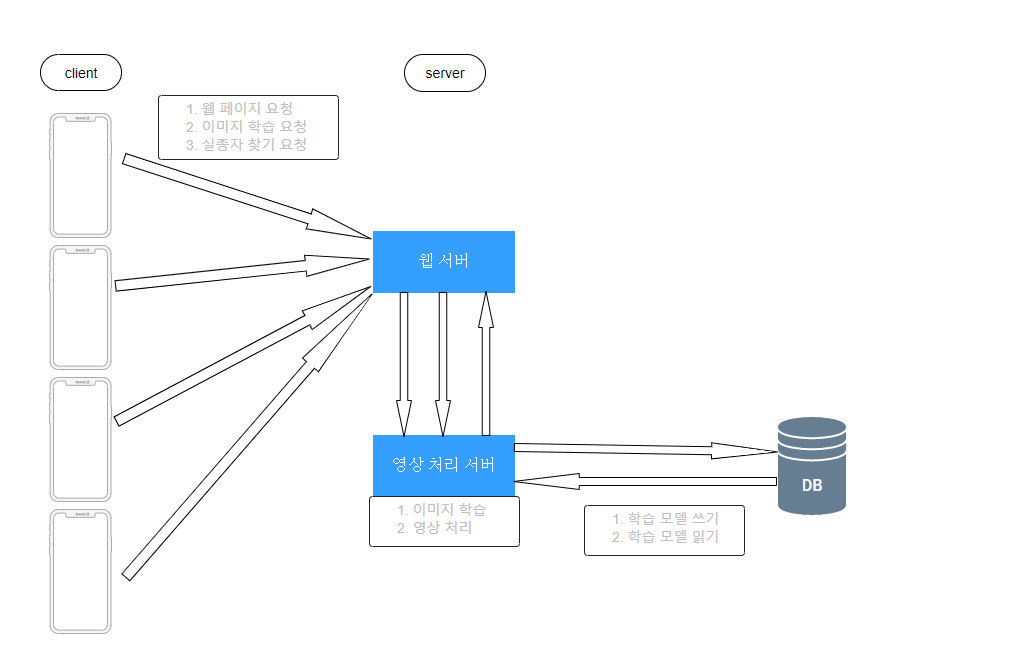 client
server
1. 웹 페이지 요청
2. 이미지 학습 요청
3. 실종자 찾기 요청
웹 서버
영상 처리 서버
1. 이미지 학습
2. 영상 처리
DB
1. 학습 모델 쓰기
2. 학습 모델 읽기